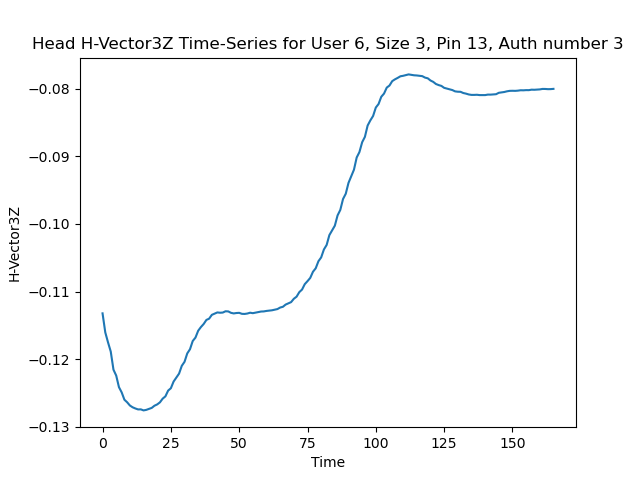 Head H-Vector3Z Time-Series for User 6, Size 3, Pin 13, Auth number 3
−0.08
−0.09
−0.10
−0.11
−0.12
−0.13
H-Vector3Z
0 25 50 75 100 125 150
Time